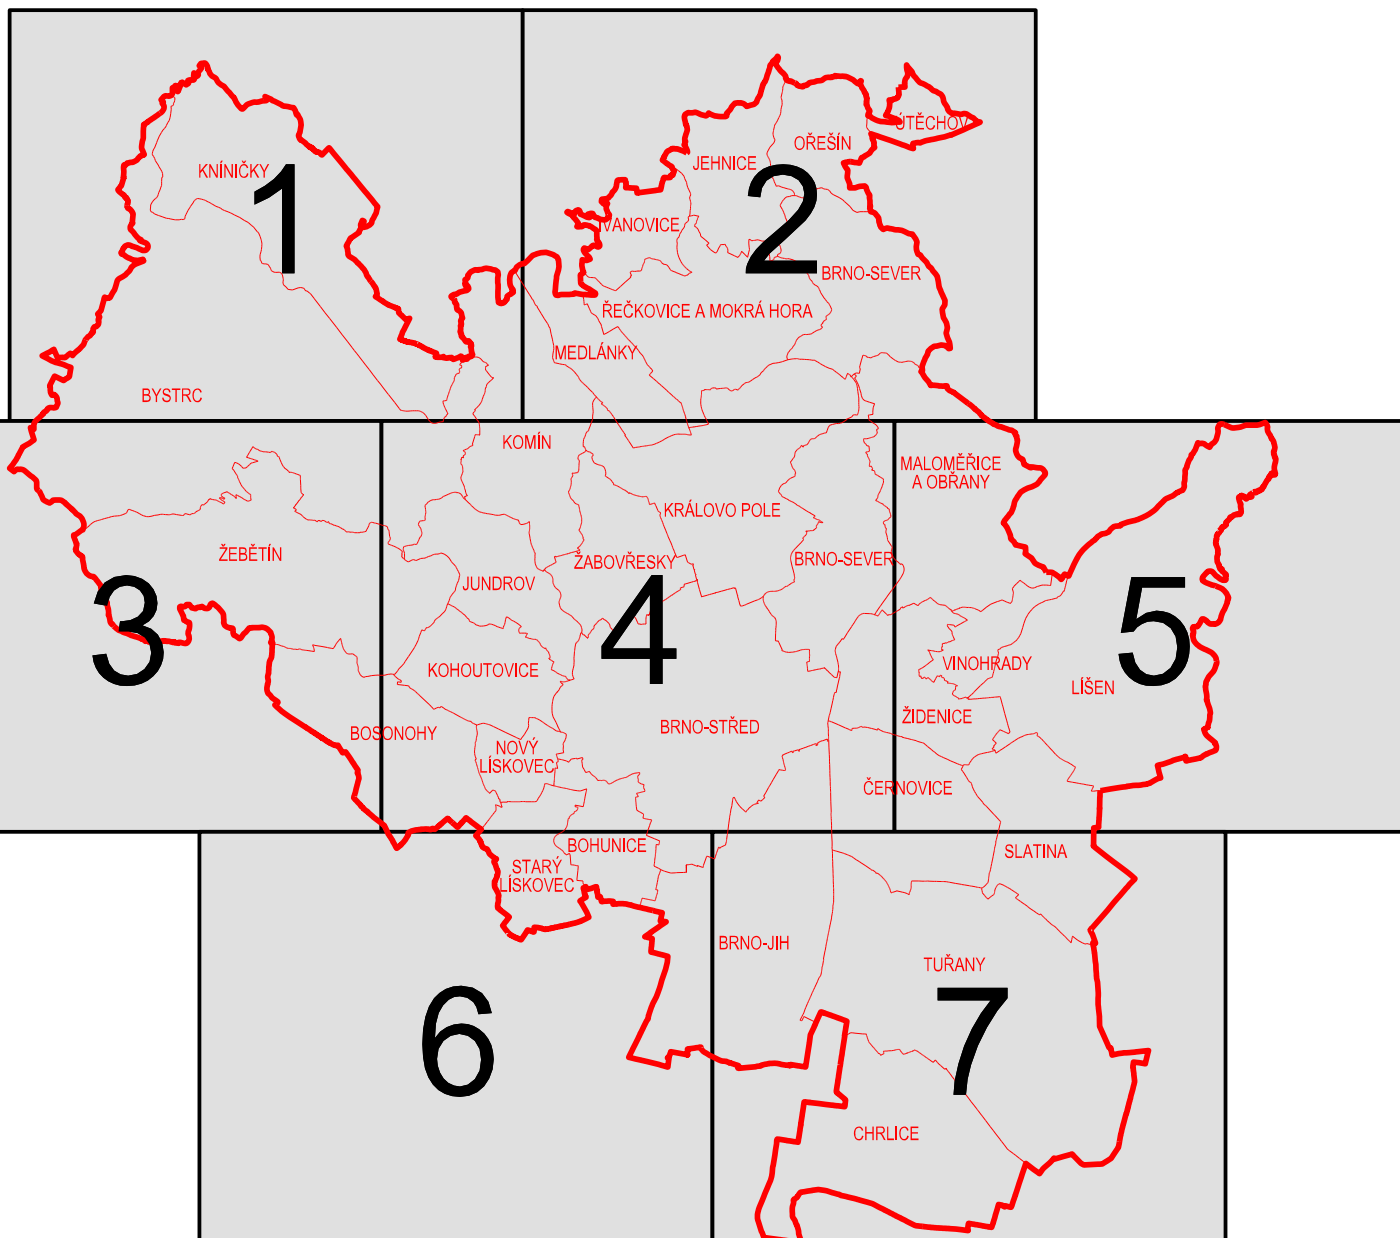 ÚTĚCHOV
OŘEŠÍN
JEHNICE
KNÍNIČKY
1
2
IVANOVICE
BRNO-SEVER
ŘEČKOVICE A MOKRÁ HORA
MEDLÁNKY
BYSTRC
KOMÍN
MALOMĚŘICE
A OBŘANY
KRÁLOVO POLE
ŽEBĚTÍN
ŽABOVŘESKY
BRNO-SEVER
JUNDROV
3
4
5
KOHOUTOVICE
VINOHRADY
LÍŠEN
ŽIDENICE
BOSONOHY
BRNO-STŘED
NOVÝ
LÍSKOVEC
ČERNOVICE
BOHUNICE
SLATINA
STARÝ
LÍSKOVEC
BRNO-JIH
TUŘANY
6
7
CHRLICE